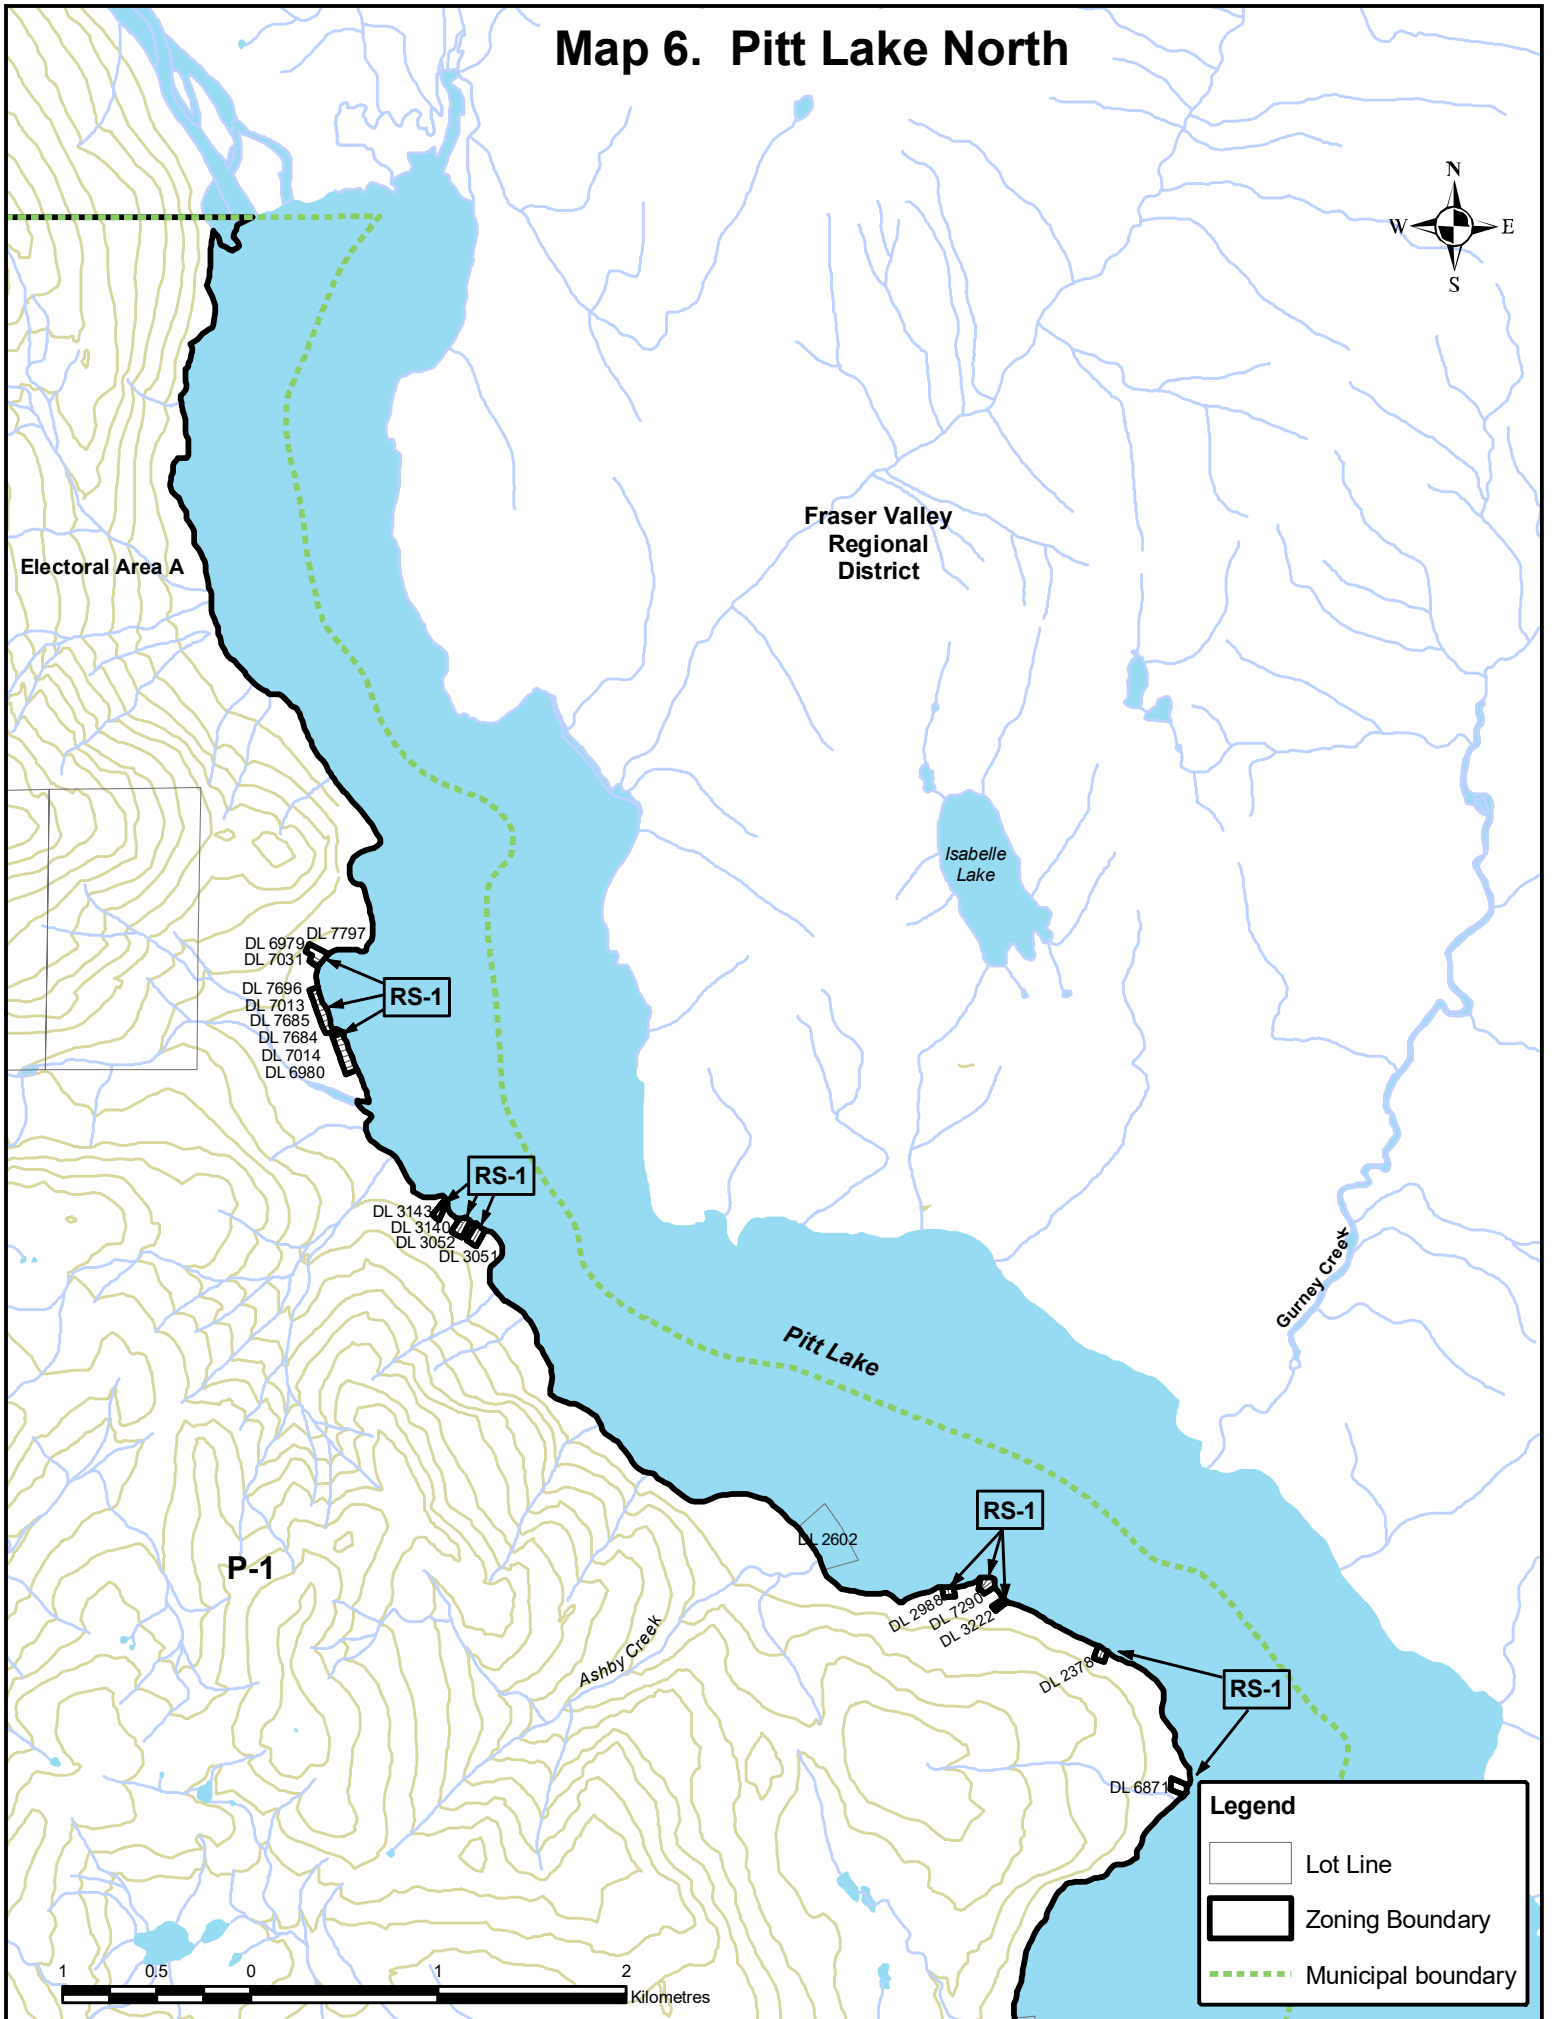 Map 6. Pitt Lake North
N
W
E
S
Fraser Valley
Regional
District
Electoral Area A
Isabelle
Lake
DL 7797
DL 6979
DL 7031
DL 7696
DL 7013
DL 7685
DL 7684
DL 7014
DL 6980
RS-1
RS-1
DL 3143
DL 3140
DL 3052
DL 3051
Gurney Creek
Pitt Lake
RS-1
DL 2602
P-1
DL 2988
DL 7290
DL 3222
Ashby Creek
DL 2378
RS-1
DL 6871
Legend
Lot Line
Zoning Boundary
Municipal boundary
1 0.5 0 1 2
Kilometres